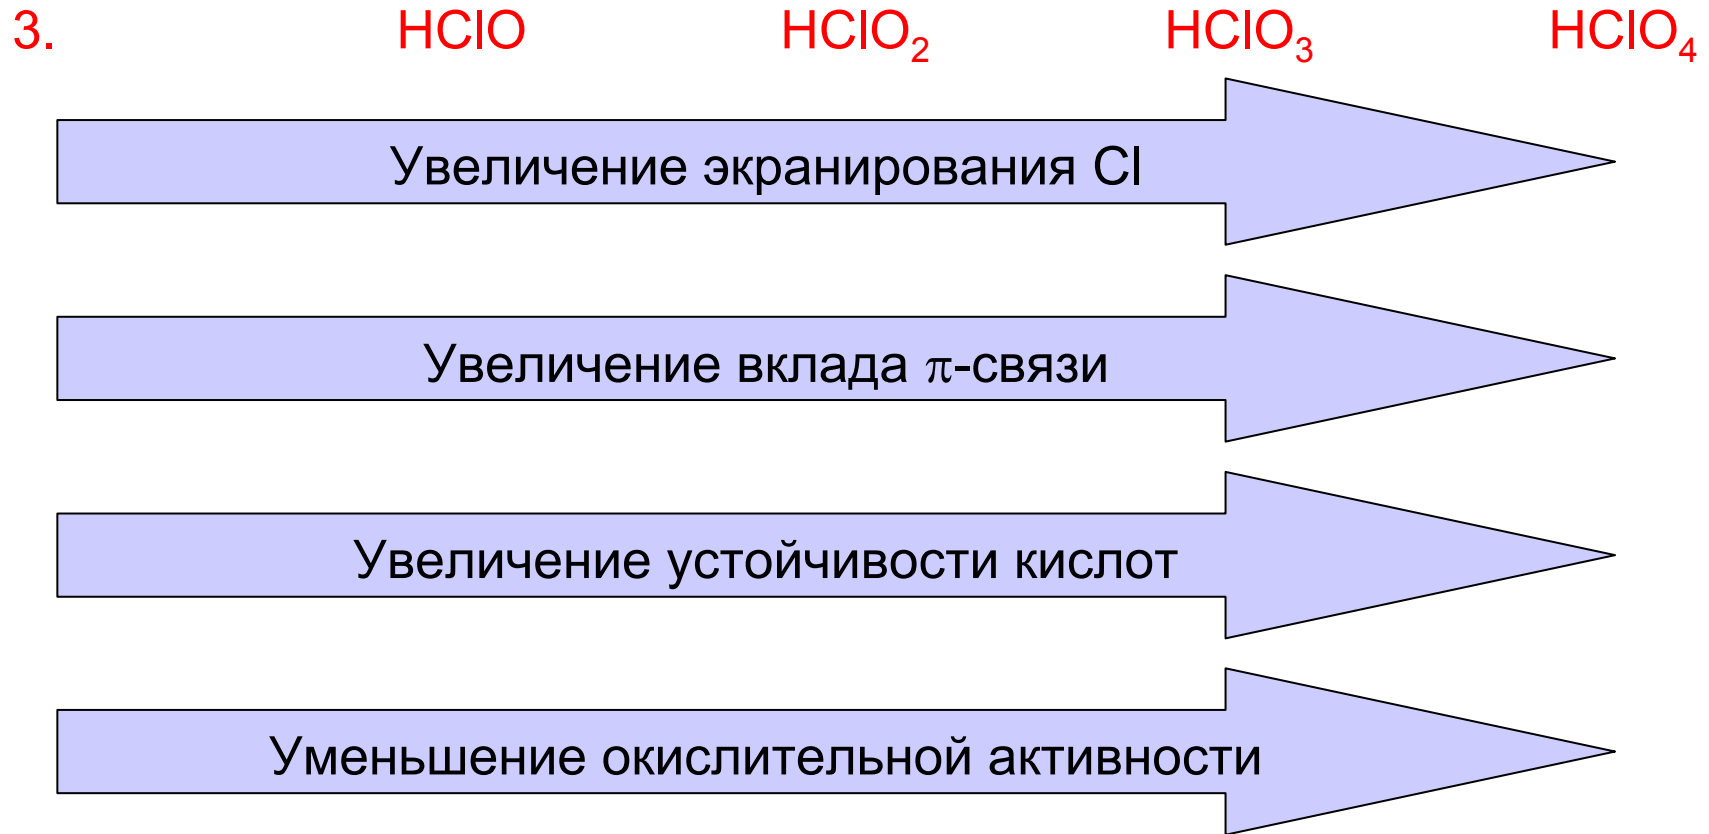 3. HClO HClO₂ HClO₃ HClO₄
Увеличение экранирования Cl
Увеличение вклада π-связи
Увеличение устойчивости кислот
Уменьшение окислительной активности